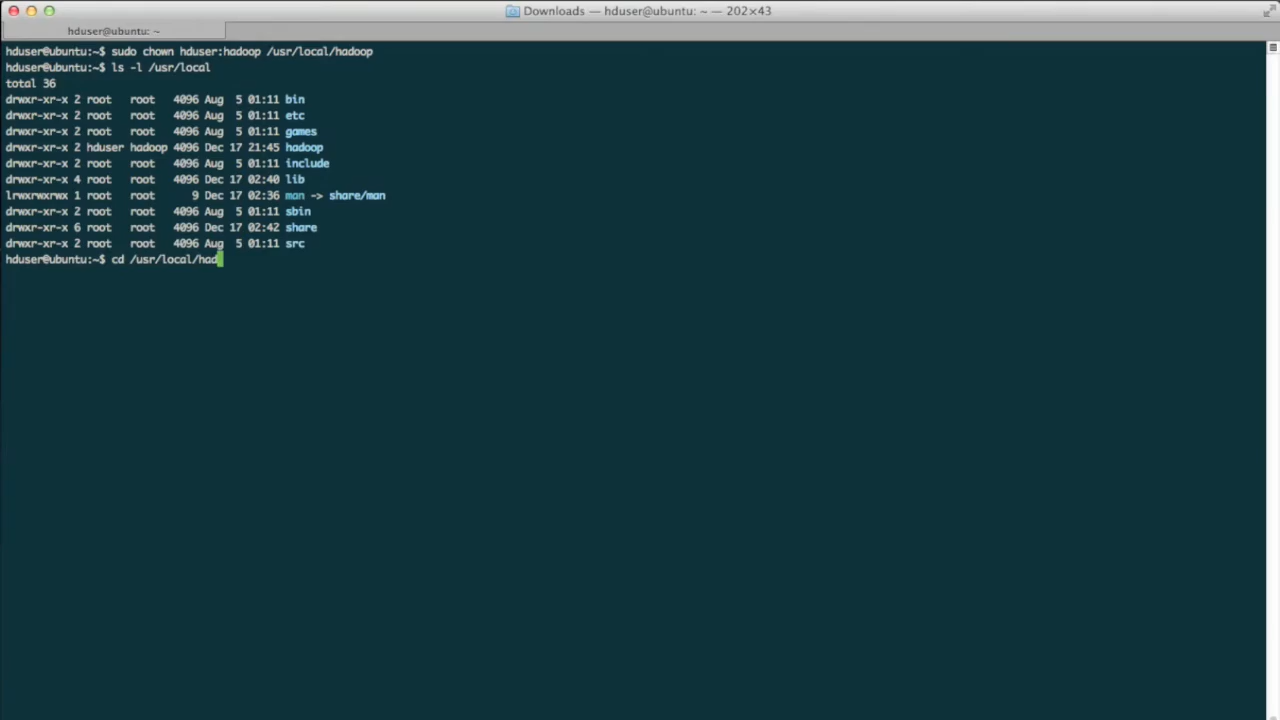 Downloads — hduser@ubuntu: ~ — 202×43
hduser@ubuntu: ~
hduser@ubuntu:~$ sudo chown hduser:hadoop /usr/local/hadoop
hduser@ubuntu:~$ ls -l /usr/local
total 36
drwxr-xr-x 2 root   root   4096 Aug  5 01:11 bin
drwxr-xr-x 2 root   root   4096 Aug  5 01:11 etc
drwxr-xr-x 2 root   root   4096 Aug  5 01:11 games
drwxr-xr-x 2 hduser hadoop 4096 Dec 17 21:45 hadoop
drwxr-xr-x 2 root   root   4096 Aug  5 01:11 include
drwxr-xr-x 4 root   root   4096 Dec 17 02:40 lib
lrwxrwxrwx 1 root   root      9 Dec 17 02:36 man -> share/man
drwxr-xr-x 2 root   root   4096 Aug  5 01:11 sbin
drwxr-xr-x 6 root   root   4096 Dec 17 02:42 share
drwxr-xr-x 2 root   root   4096 Aug  5 01:11 src
hduser@ubuntu:~$ cd /usr/local/had